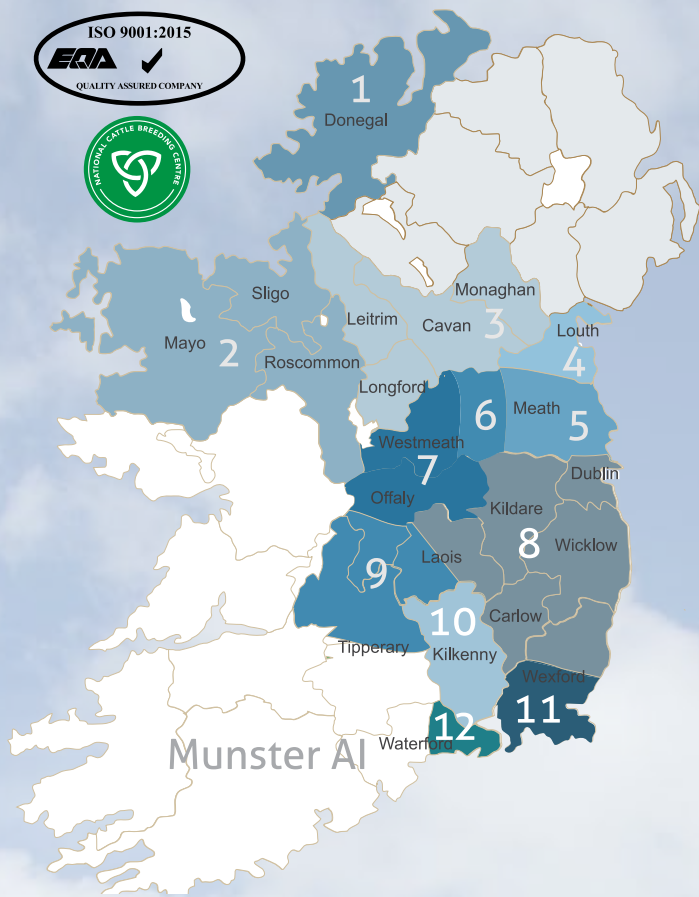 ISO 9001:2015
EQA
QUALITY ASSURED COMPANY
NATIONAL CATTLE BREEDING CENTRE
1
Donegal
Monaghan
Sligo
Leitrim
Cavan
3
Louth
Mayo
2
Roscommon
4
Longford
6
Meath
5
Westmeath
7
Dublin
Offaly
Kildare
8
Wicklow
Laois
9
10
Carlow
Tipperary
Kilkenny
Wexford
11
12
Waterford
Munster AI